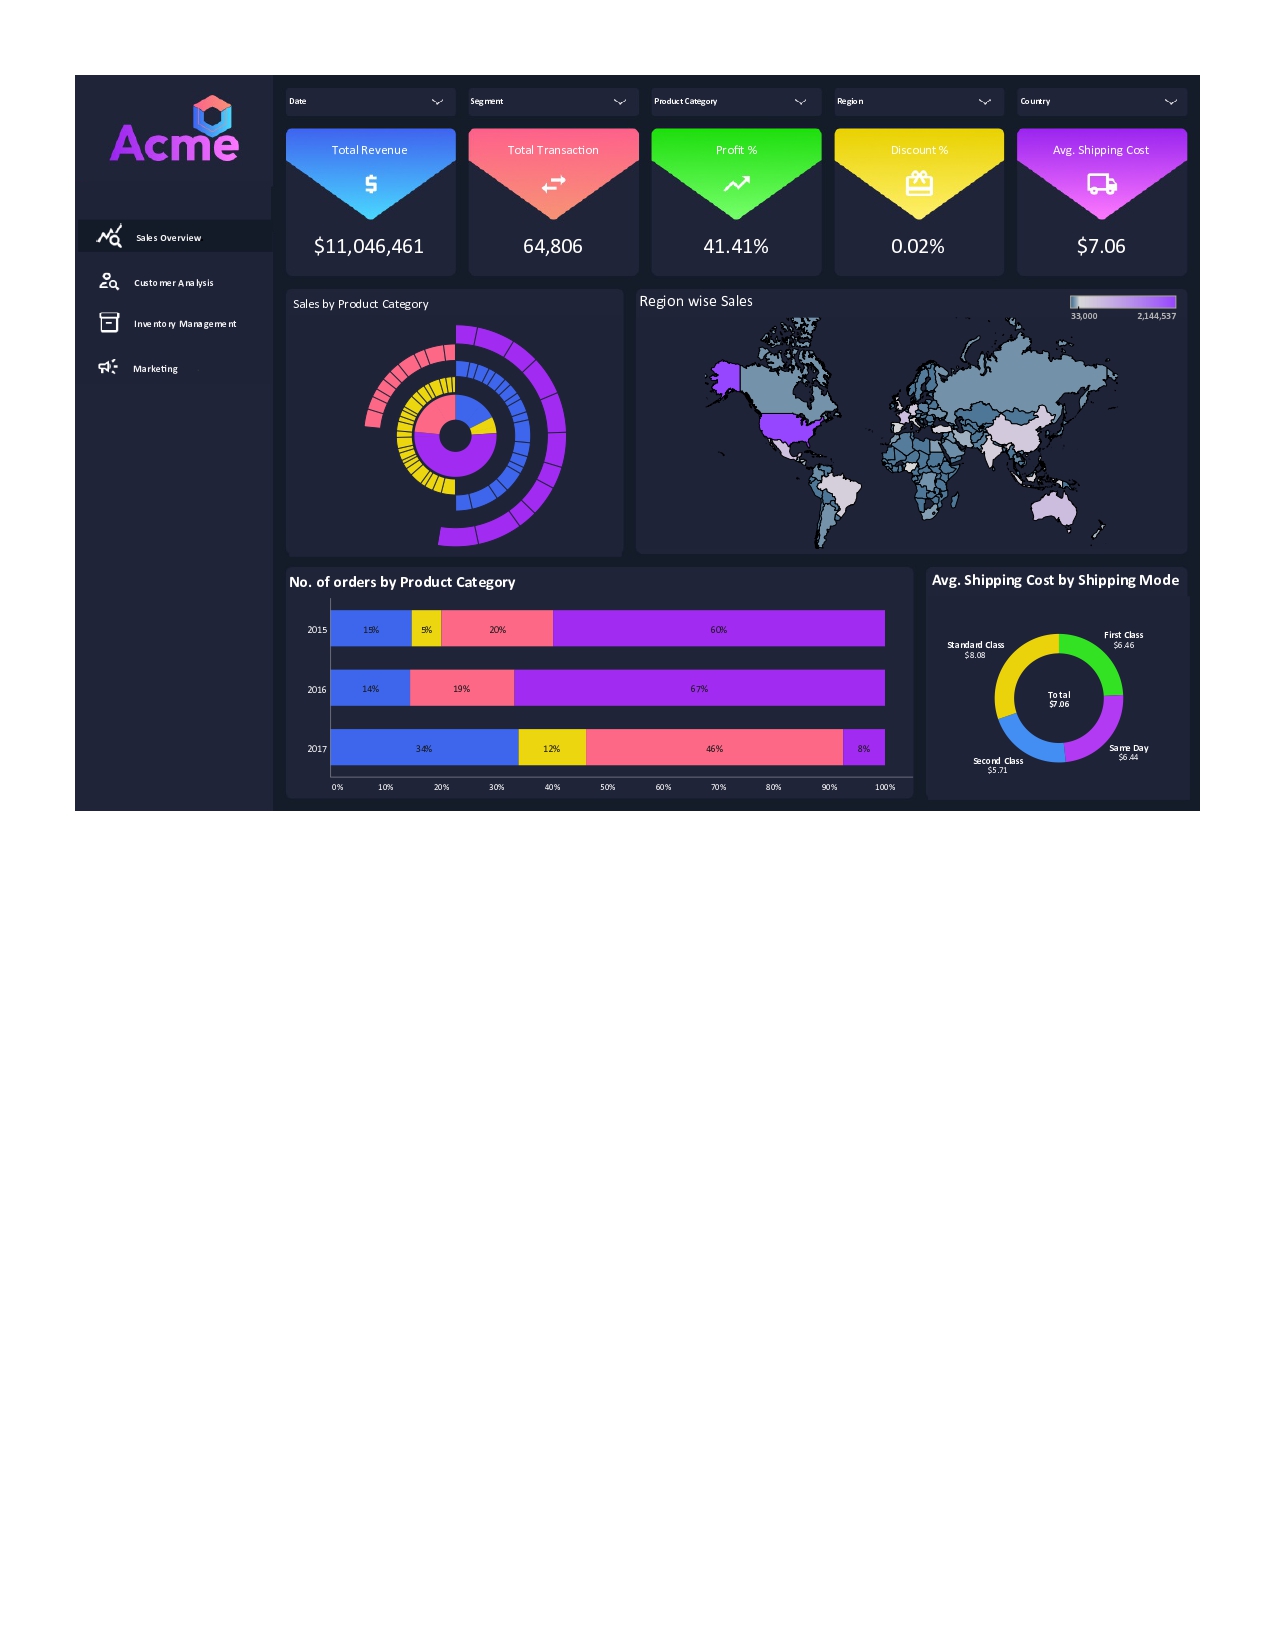 Acme
Sales Overview
Customer Analysis
Inventory Management
Marketing
Date
Segment
Product Category
Region
Country
Total Revenue
$
$11,046,461
Total Transaction
64,806
Profit %
41.41%
Discount %
0.02%
Avg. Shipping Cost
$7.06
Sales by Product Category
Region wise Sales
33,000
2,144,537
No. of orders by Product Category
2015
15%
5%
20%
60%
2016
14%
19%
67%
2017
34%
12%
46%
8%
0%
10%
20%
30%
40%
50%
60%
70%
80%
90%
100%
Avg. Shipping Cost by Shipping Mode
First Class
$6.46
Standard Class
$8.08
Total
$7.06
Same Day
$6.44
Second Class
$5.71